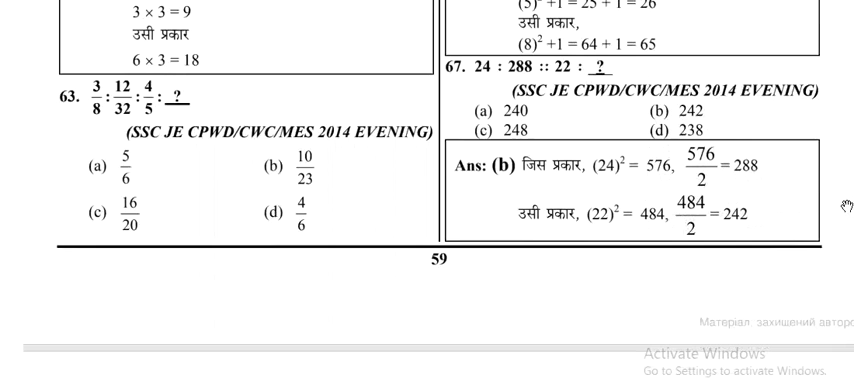 3 × 3 = 9
उसी प्रकार
6 × 3 = 18
63. 3/8 : 12/32 : 4/5 : ?
(SSC JE CPWD/CWC/MES 2014 EVENING)
(a) 5/6 (b) 10/23
(c) 16/20 (d) 4/6
(5)² +1 = 25 + 1 = 26
उसी प्रकार,
(8)² +1 = 64 + 1 = 65
67. 24 : 288 :: 22 : ?
(SSC JE CPWD/CWC/MES 2014 EVENING)
(a) 240 (b) 242
(c) 248 (d) 238
Ans: (b) जिस प्रकार, (24)² = 576, 576/2 = 288
उसी प्रकार, (22)² = 484, 484/2 = 242
59
Матеріал, захищений авторс
Activate Windows
Go to Settings to activate Windows.